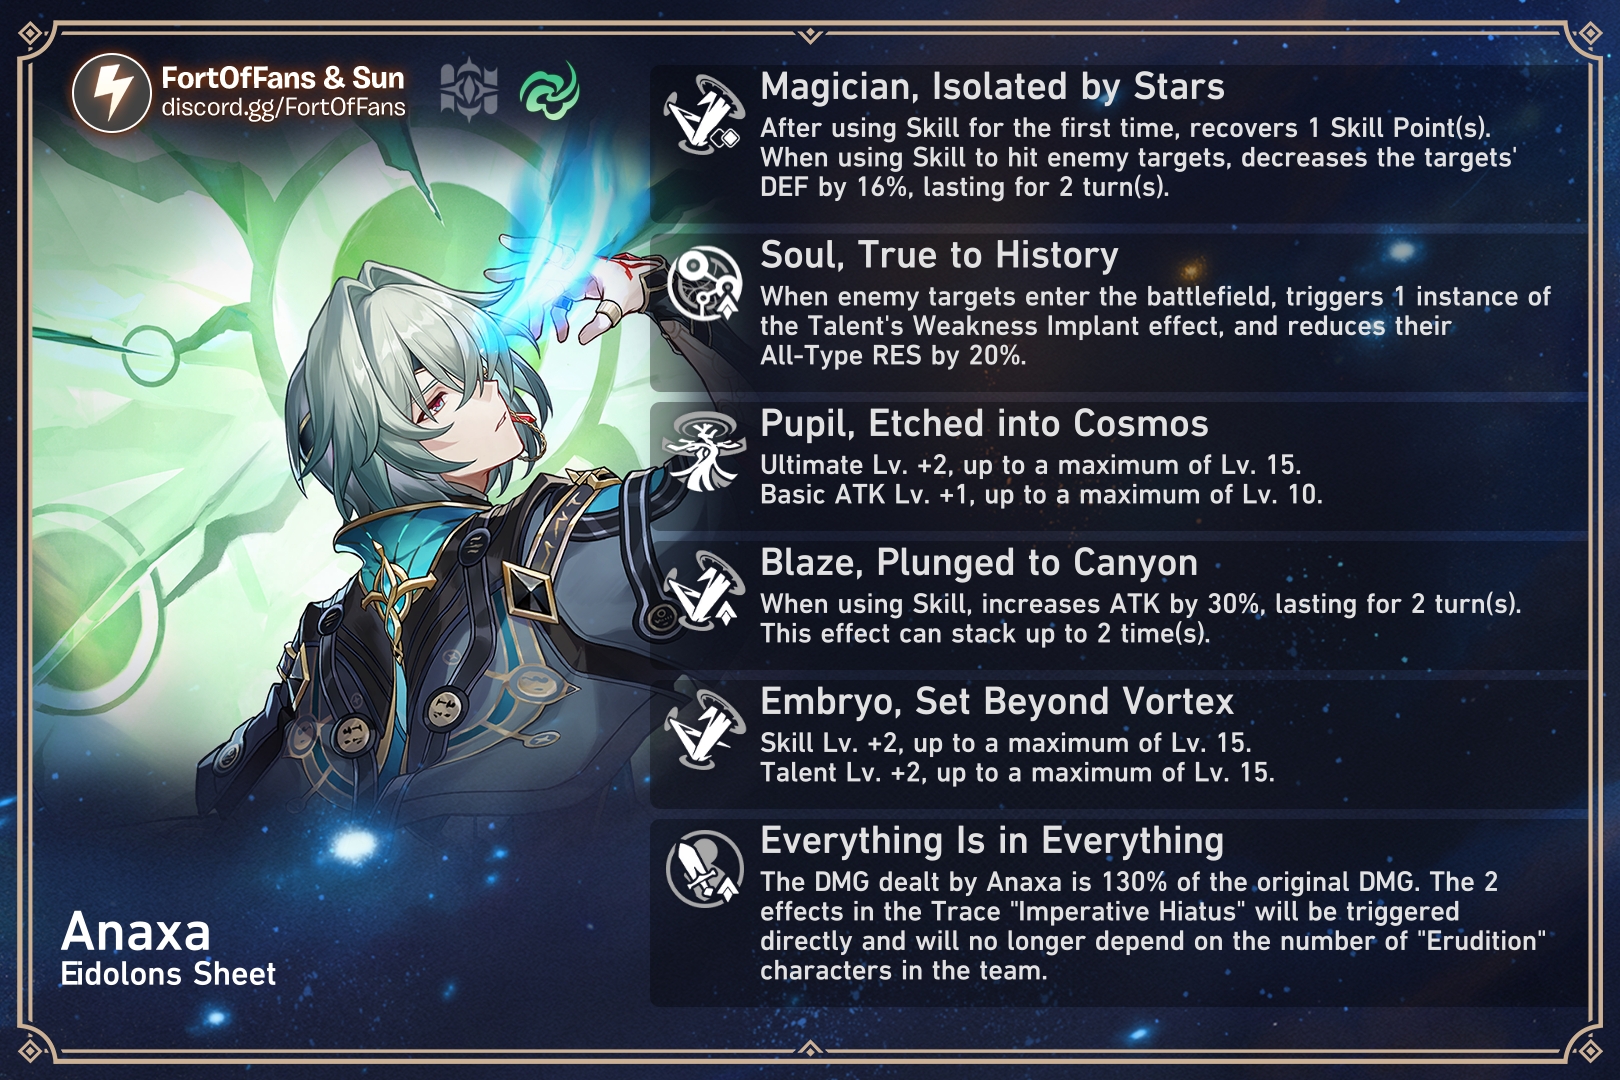 FortOfFans & Sun
discord.gg/FortOfFans
Magician, Isolated by Stars
After using Skill for the first time, recovers 1 Skill Point(s).
When using Skill to hit enemy targets, decreases the targets'
DEF by 16%, lasting for 2 turn(s).
Soul, True to History
When enemy targets enter the battlefield, triggers 1 instance of
the Talent's Weakness Implant effect, and reduces their
All-Type RES by 20%.
Pupil, Etched into Cosmos
Ultimate Lv. +2, up to a maximum of Lv. 15.
Basic ATK Lv. +1, up to a maximum of Lv. 10.
Blaze, Plunged to Canyon
When using Skill, increases ATK by 30%, lasting for 2 turn(s).
This effect can stack up to 2 time(s).
Embryo, Set Beyond Vortex
Skill Lv. +2, up to a maximum of Lv. 15.
Talent Lv. +2, up to a maximum of Lv. 15.
Everything Is in Everything
The DMG dealt by Anaxa is 130% of the original DMG. The 2
effects in the Trace "Imperative Hiatus" will be triggered
directly and will no longer depend on the number of "Erudition"
characters in the team.
Anaxa
Eidolons Sheet